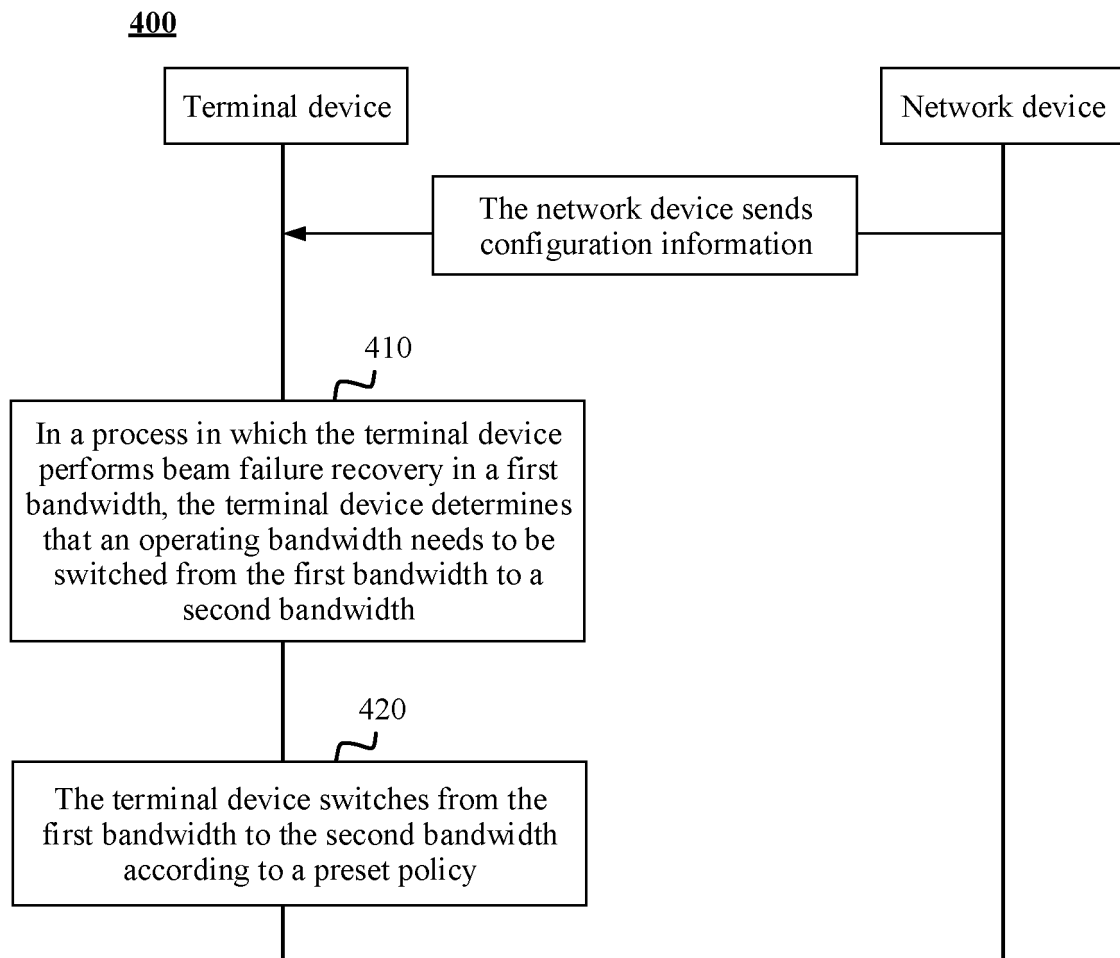 400
Terminal device
Network device
The network device sends
configuration information
410
In a process in which the terminal device
performs beam failure recovery in a first
bandwidth, the terminal device determines
that an operating bandwidth needs to be
switched from the first bandwidth to a
second bandwidth
420
The terminal device switches from the
first bandwidth to the second bandwidth
according to a preset policy